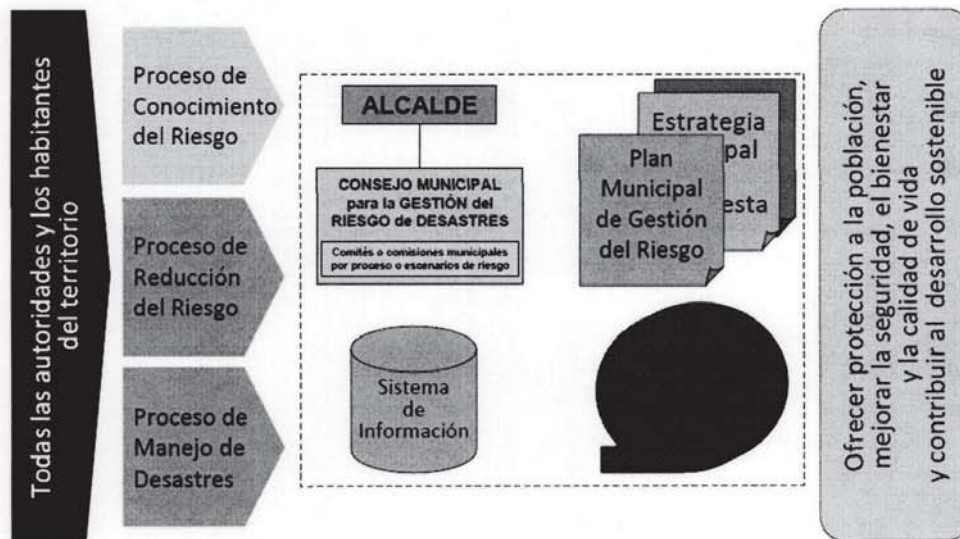 Todas las autoridades y los habitantes
del territorio
Proceso de
Conocimiento
del Riesgo
Proceso de
Reducción
del Riesgo
Proceso de
Manejo de
Desastres
ALCALDE
CONSEJO MUNICIPAL
para la GESTIÓN del
RIESGO de DESASTRES
Comités o comisiones municipales
por proceso o escenarios de riesgo
Estrategia
Plan
Municipal
de Gestión
del Riesgo
Sistema
de
Información
Ofrecer protección a la población,
mejorar la seguridad, el bienestar
y la calidad de vida
y contribuir al desarrollo sostenible